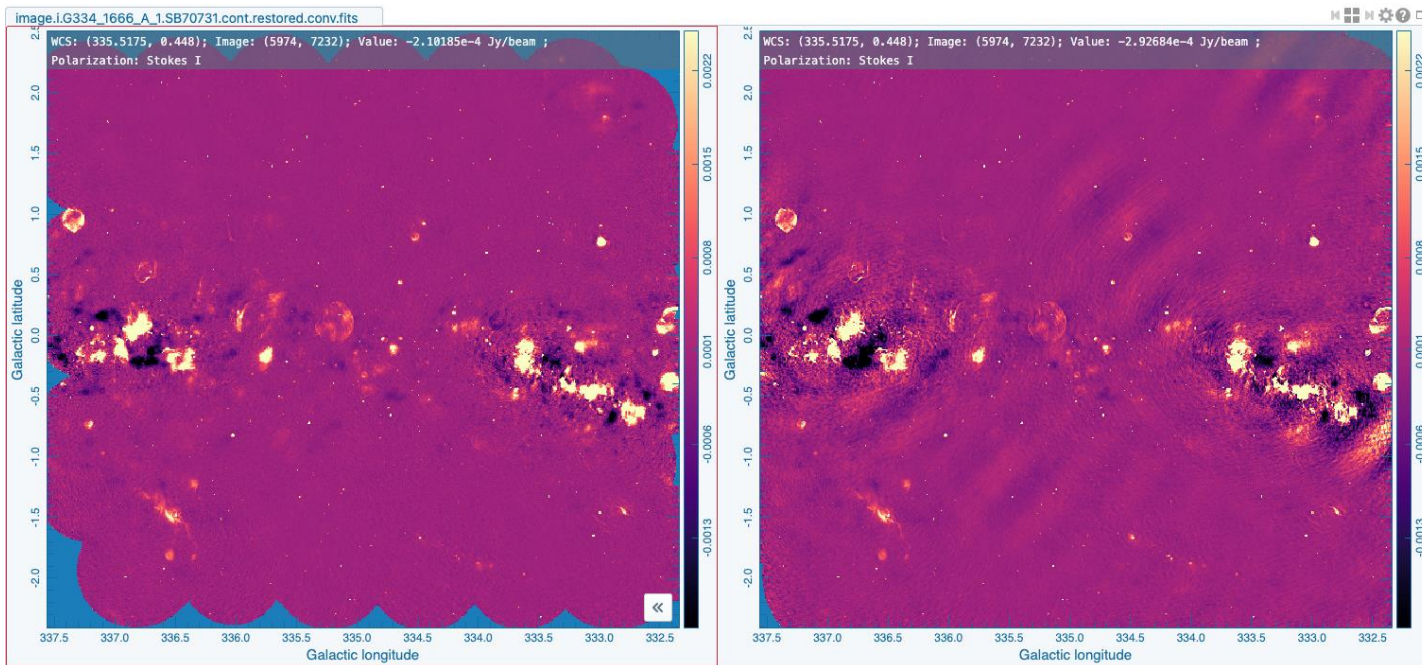 image.i.G334_1666_A_1.SB70731.cont.restored.conv.fits
WCS: (335.5175, 0.448); Image: (5974, 7232); Value: -2.10185e-4 Jy/beam ;
Polarization: Stokes I
2.5
2.0
1.5
1.0
0.5
0.0
-0.5
-1.0
-1.5
-2.0
Galactic latitude
337.5 337.0 336.5 336.0 335.5 335.0 334.5 334.0 333.5 333.0 332.5
Galactic longitude
0.0022
0.0015
0.0008
0.0001
-0.0006
-0.0013
WCS: (335.5175, 0.448); Image: (5974, 7232); Value: -2.92684e-4 Jy/beam ;
Polarization: Stokes I
2.5
2.0
1.5
1.0
0.5
0.0
-0.5
-1.0
-1.5
-2.0
Galactic latitude
337.5 337.0 336.5 336.0 335.5 335.0 334.5 334.0 333.5 333.0 332.5
Galactic longitude
0.0022
0.0015
0.0008
0.0001
-0.0006
-0.0013